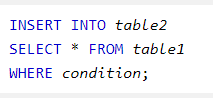 INSERT INTO table2
SELECT * FROM table1
WHERE condition;